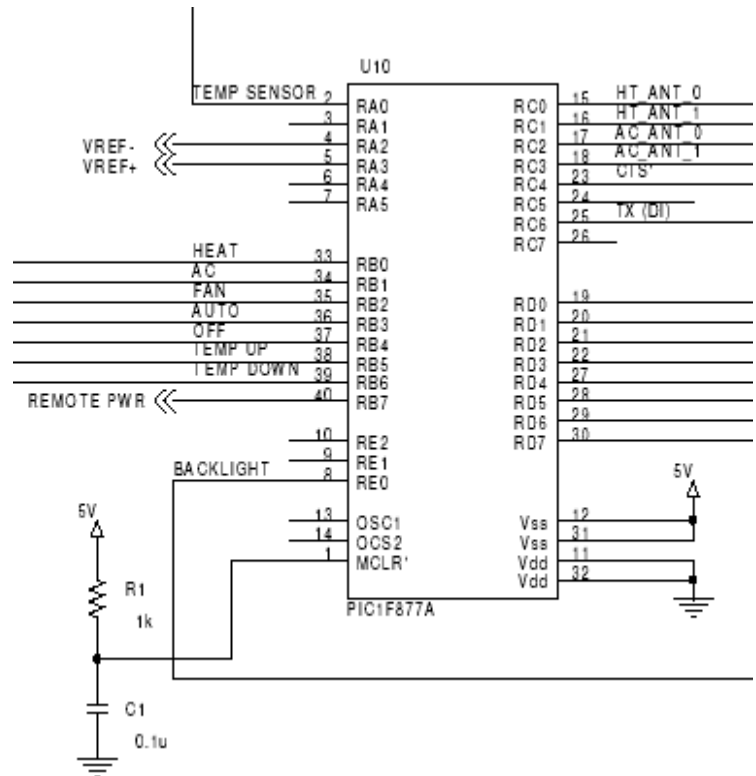 U10
TEMP SENSOR 2 RA0 RC0 15 HT_ANT_0
3 RA1 RC1 16 HT_ANT_1
VREF- 4 RA2 RC2 17 AC_ANT_0
VREF+ 5 RA3 RC3 18 AC_ANT_1
6 RA4 RC4 23 CTS'
7 RA5 RC5 24
RC6 25 TX (DI)
RC7 26
HEAT 33 RB0
AC 34 RB1
FAN 35 RB2 RD0 19
AUTO 36 RB3 RD1 20
OFF 37 RB4 RD2 21
TEMP UP 38 RB5 RD3 22
TEMP DOWN 39 RB6 RD4 27
REMOTE PWR 40 RB7 RD5 28
RD6 29
10 RE2 RD7 30
9 RE1
BACKLIGHT 8 RE0
5V
13 OSC1 Vss 12
14 OCS2 Vss 31
1 MCLR' Vdd 11
Vdd 32
PIC1F877A
5V
R1
1k
C1
0.1u